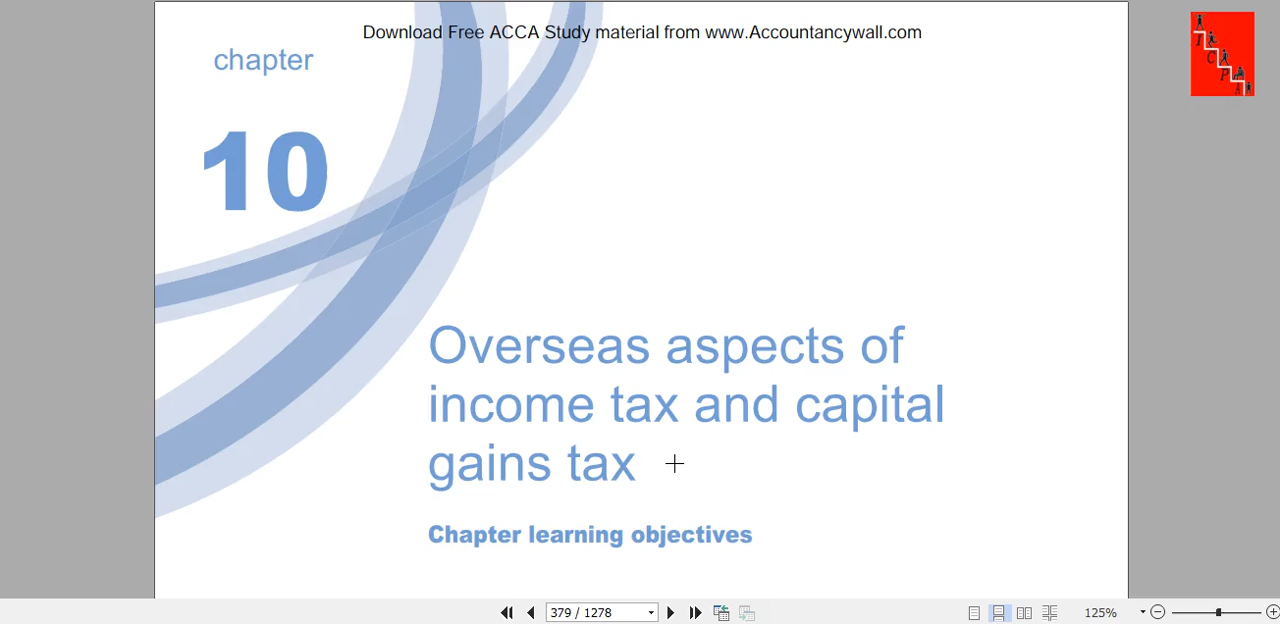 Download Free ACCA Study material from www.Accountancywall.com
chapter
10
I
C
P
A
Overseas aspects of
income tax and capital
gains tax
Chapter learning objectives
379 / 1278
125%